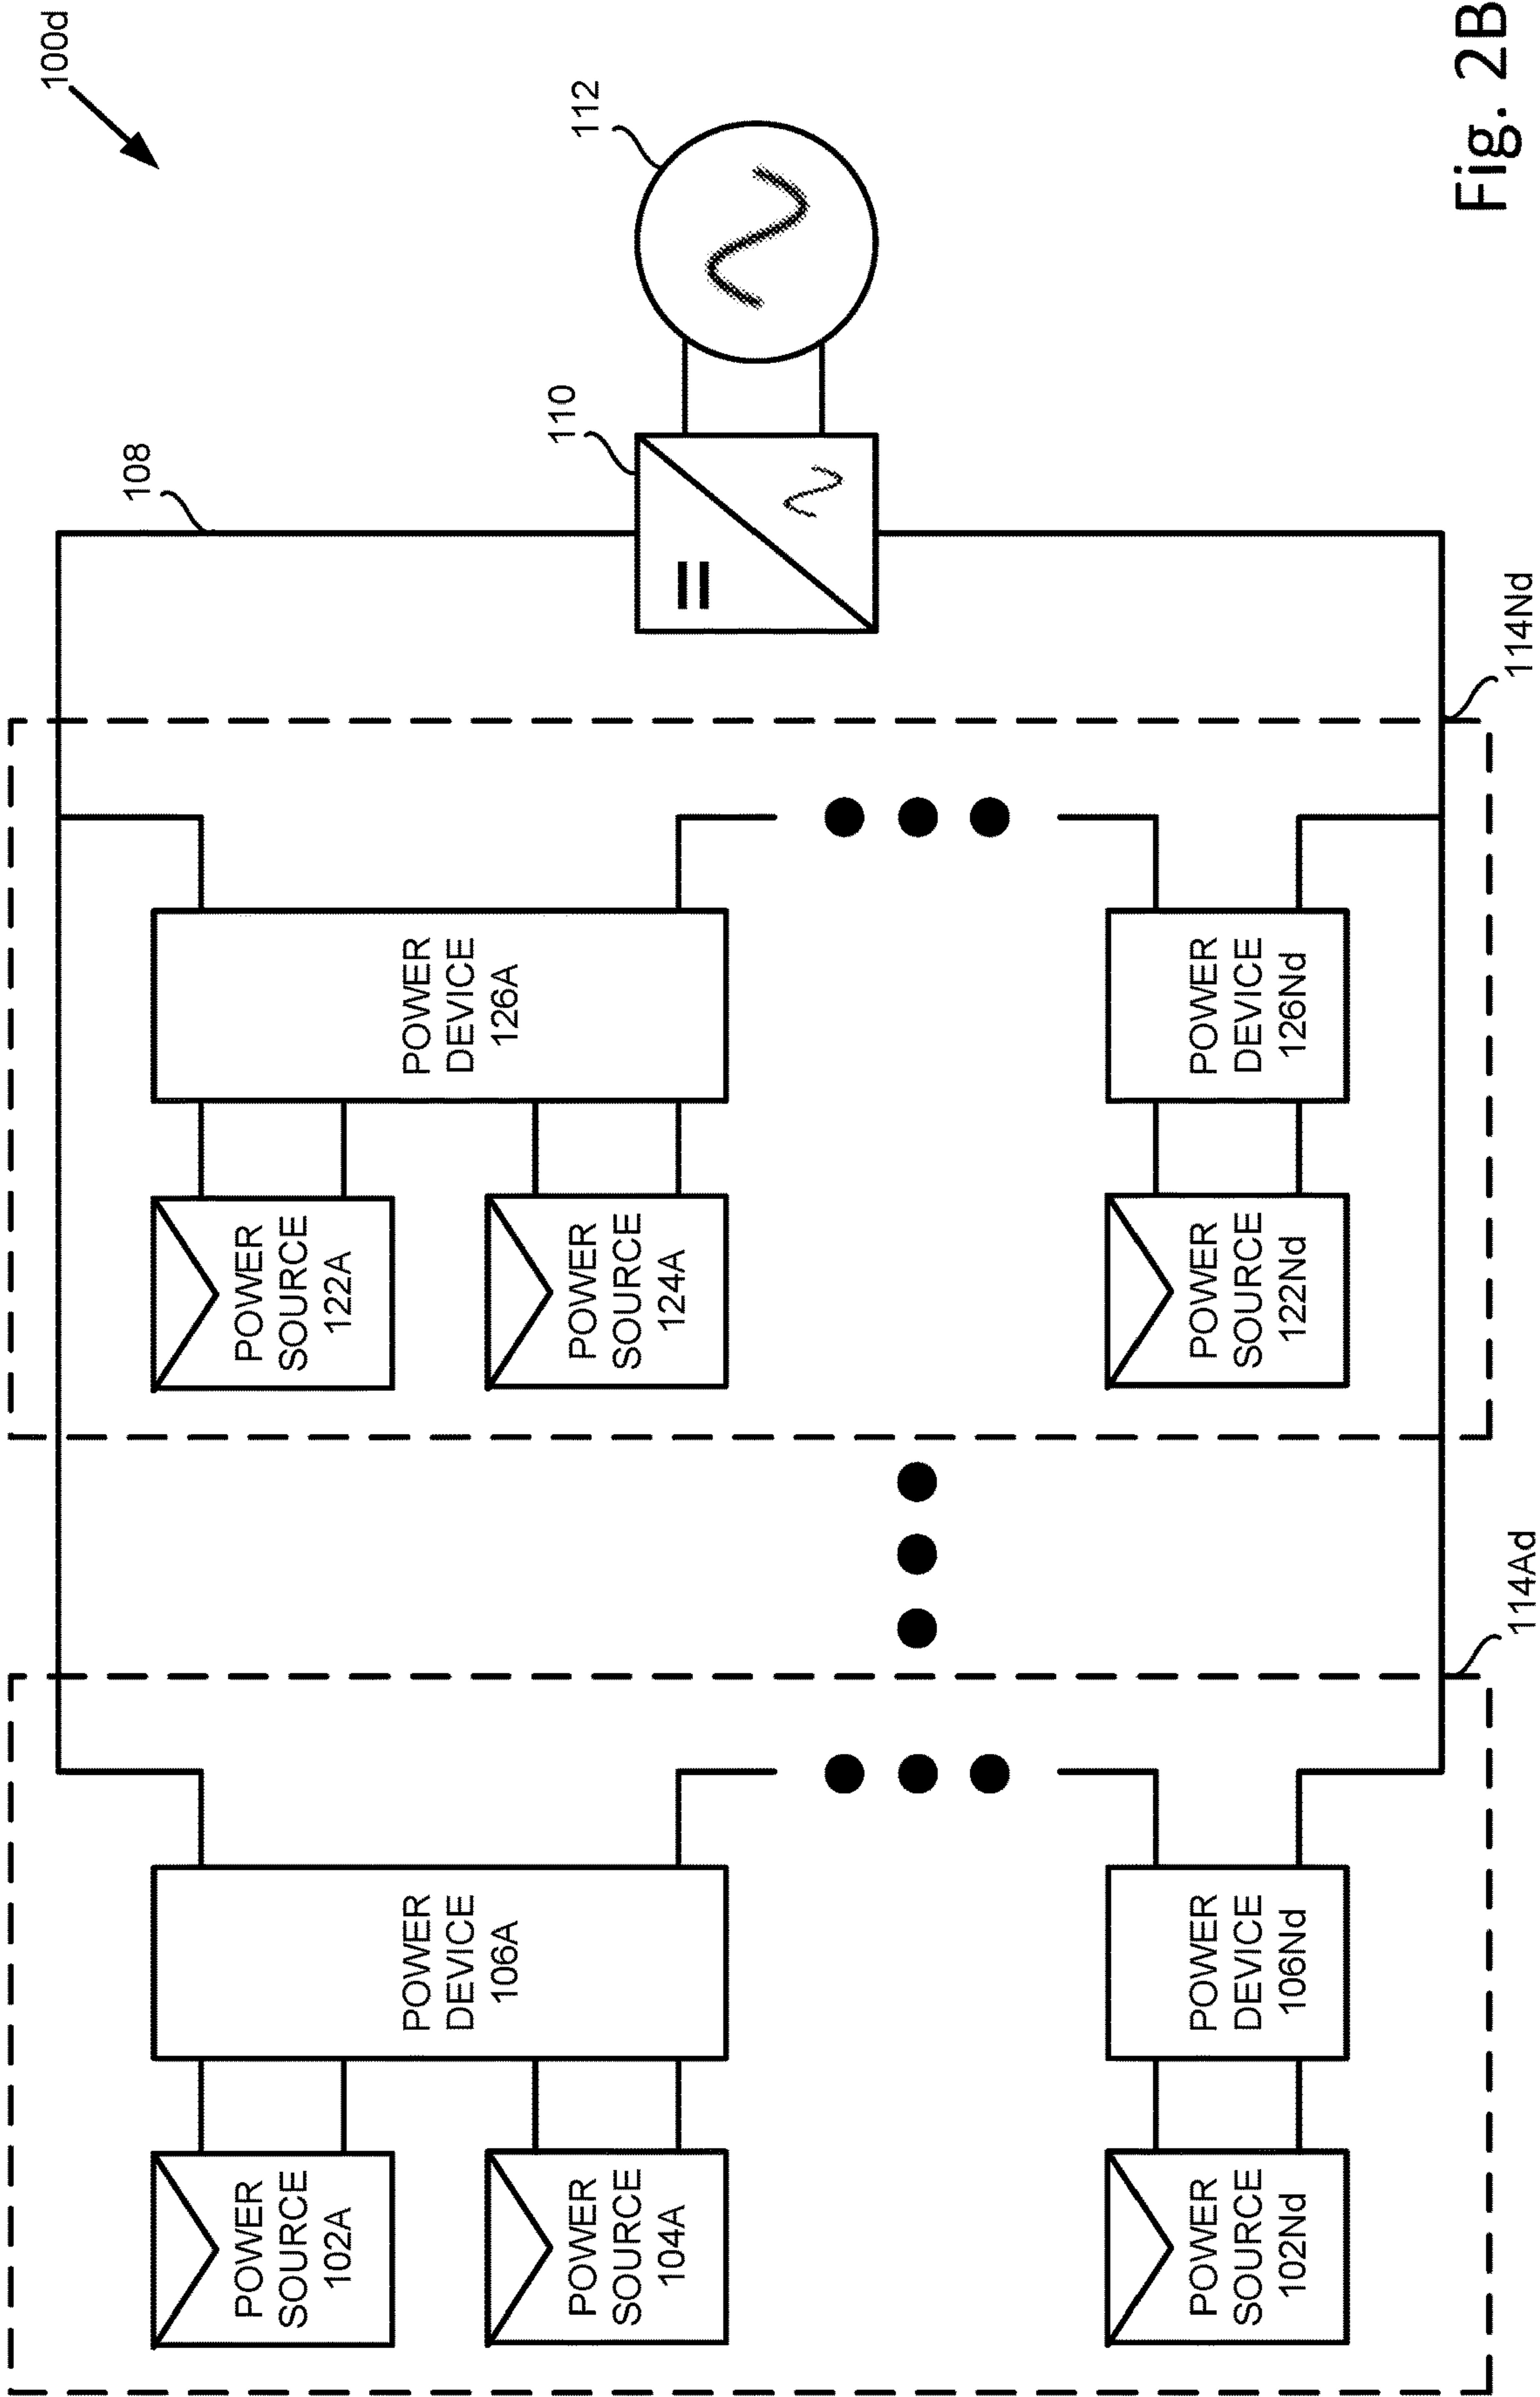 100d
108
110
112
POWER
SOURCE
102A
POWER
DEVICE
106A
POWER
SOURCE
104A
POWER
SOURCE
102Nd
POWER
DEVICE
106Nd
114Ad
POWER
SOURCE
122A
POWER
DEVICE
126A
POWER
SOURCE
124A
POWER
SOURCE
122Nd
POWER
DEVICE
126Nd
114Nd
Fig. 2B